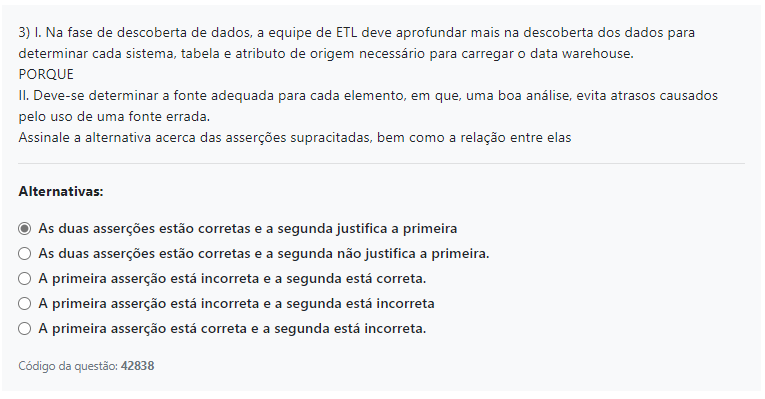 3) I. Na fase de descoberta de dados, a equipe de ETL deve aprofundar mais na descoberta dos dados para
determinar cada sistema, tabela e atributo de origem necessário para carregar o data warehouse.
PORQUE
II. Deve-se determinar a fonte adequada para cada elemento, em que, uma boa análise, evita atrasos causados
pelo uso de uma fonte errada.
Assinale a alternativa acerca das asserções supracitadas, bem como a relação entre elas
Alternativas:
As duas asserções estão corretas e a segunda justifica a primeira
As duas asserções estão corretas e a segunda não justifica a primeira.
A primeira asserção está incorreta e a segunda está correta.
A primeira asserção está incorreta e a segunda está incorreta
A primeira asserção está correta e a segunda está incorreta.
Código da questão: 42838